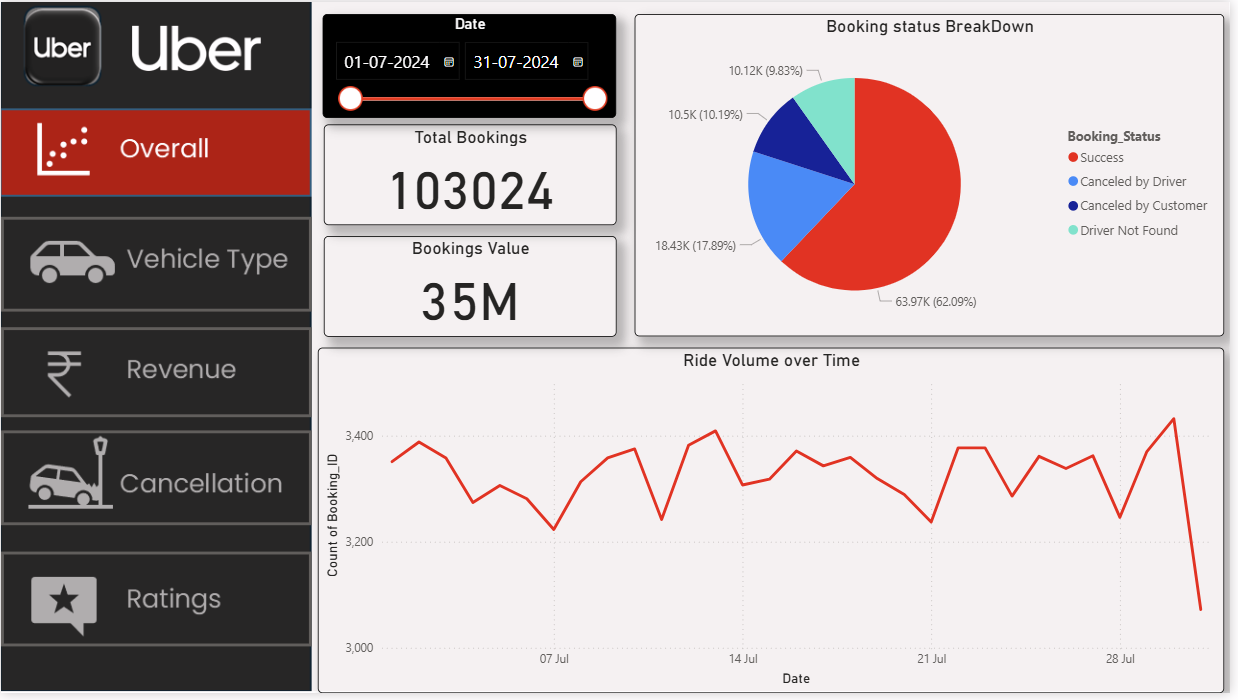 Uber
Uber
Overall
Vehicle Type
Revenue
Cancellation
Ratings
Date
01-07-2024
31-07-2024
Total Bookings
103024
Bookings Value
35M
Booking status BreakDown
10.12K (9.83%)
10.5K (10.19%)
18.43K (17.89%)
63.97K (62.09%)
Booking_Status
Success
Canceled by Driver
Canceled by Customer
Driver Not Found
Ride Volume over Time
Count of Booking_ID
3,400
3,200
3,000
07 Jul
14 Jul
21 Jul
28 Jul
Date